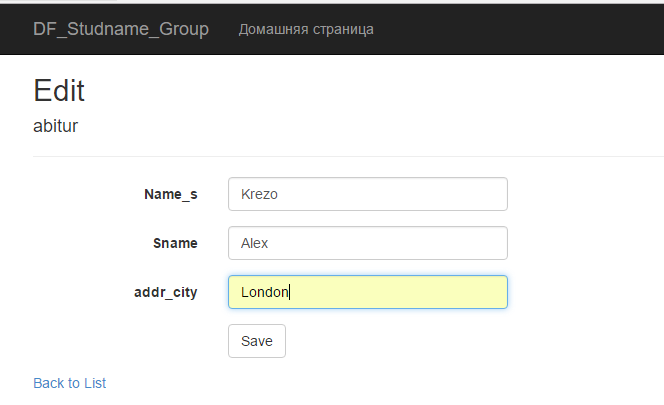 DF_Studname_Group Домашняя страница
Edit
abitur
Name_s Krezo
Sname Alex
addr_city London
Save
Back to List